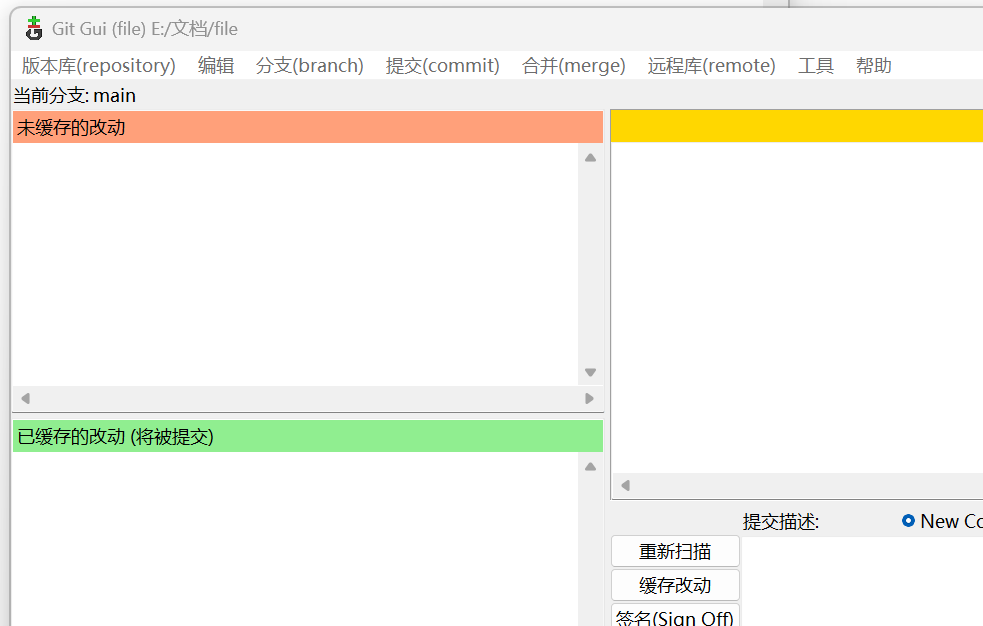 Git Gui (file) E:/文档/file
版本库(repository) 编辑 分支(branch) 提交(commit) 合并(merge) 远程库(remote) 工具 帮助
当前分支: main
未缓存的改动
已缓存的改动 (将被提交)
提交描述: New Co
重新扫描
缓存改动
签名(Sign Off)